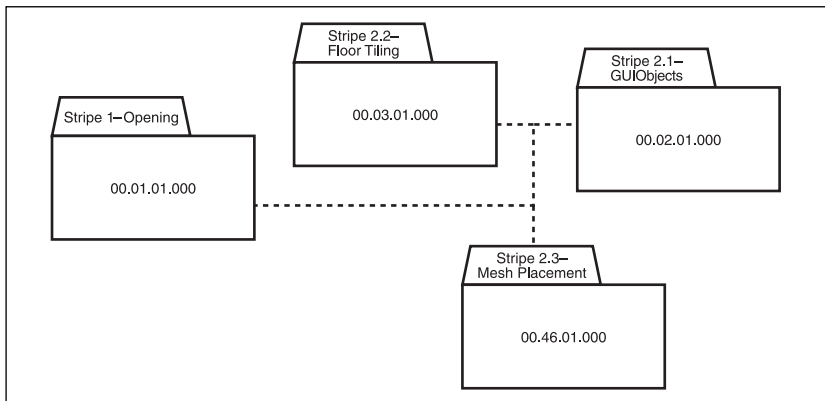 Stripe 2.2–
Floor Tiling
00.03.01.000
Stripe 2.1–
GUIObjects
00.02.01.000
Stripe 1–Opening
00.01.01.000
Stripe 2.3–
Mesh Placement
00.46.01.000